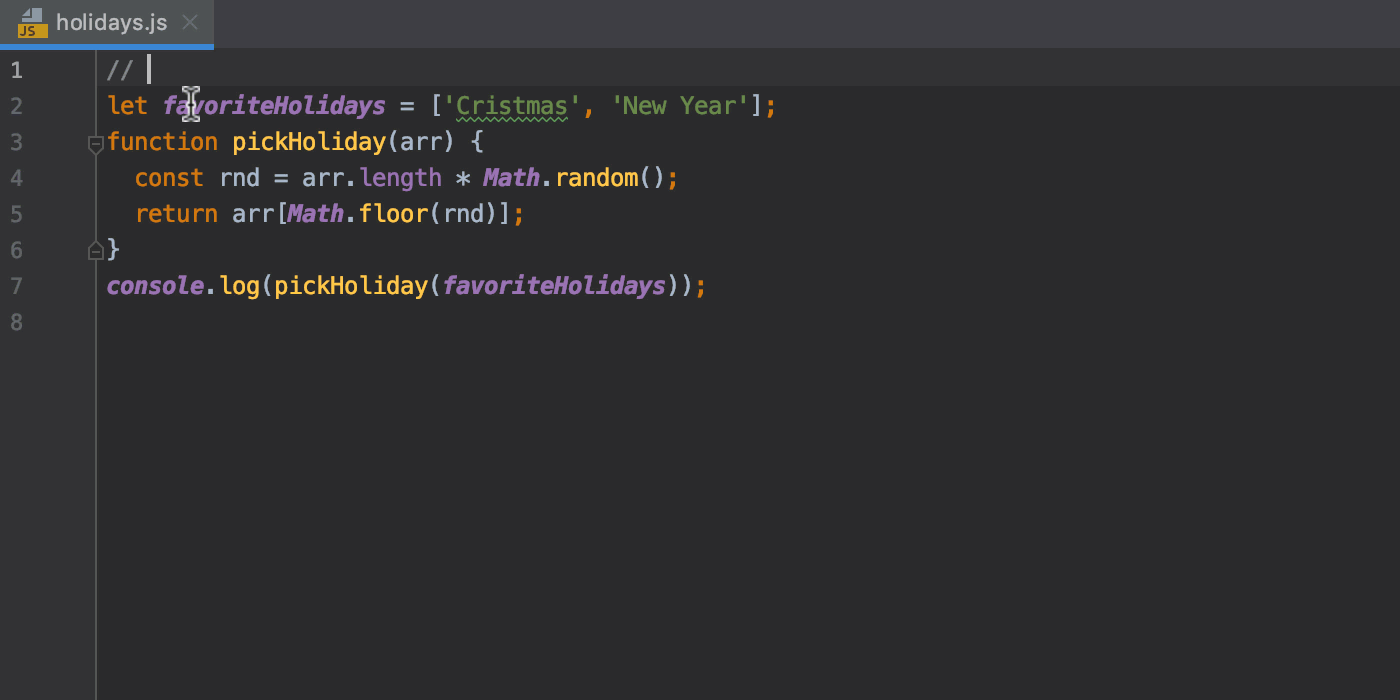 JS holidays.js
1 //
2 let favoriteHolidays = ['Cristmas', 'New Year'];
3 function pickHoliday(arr) {
4   const rnd = arr.length * Math.random();
5   return arr[Math.floor(rnd)];
6 }
7 console.log(pickHoliday(favoriteHolidays));
8